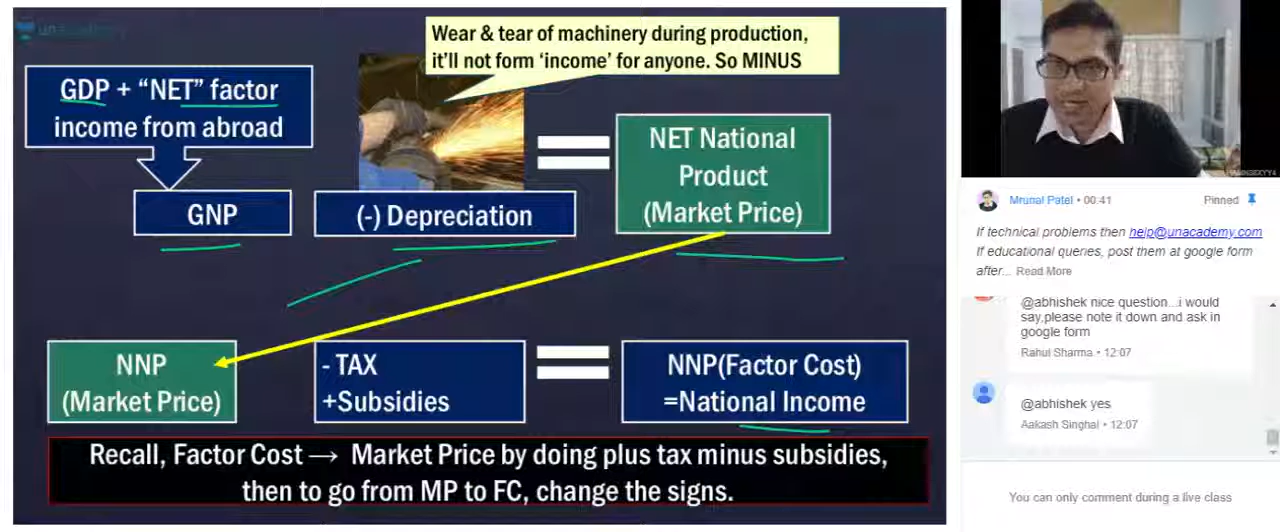 unacademy
Wear & tear of machinery during production,
it'll not form 'income' for anyone. So MINUS
GDP + "NET" factor
income from abroad
GNP
(-) Depreciation
NET National
Product
(Market Price)
NNP
(Market Price)
- TAX
+Subsidies
NNP(Factor Cost)
=National Income
Recall, Factor Cost → Market Price by doing plus tax minus subsidies,
then to go from MP to FC, change the signs.
Mrunal Patel • 00:41
Pinned
If technical problems then help@unacademy.com
If educational queries, post them at google form
after... Read More
@abhishek nice question...i would
say,please note it down and ask in
google form
Rahul Sharma • 12:07
@abhishek yes
Aakash Singhal • 12:07
You can only comment during a live class